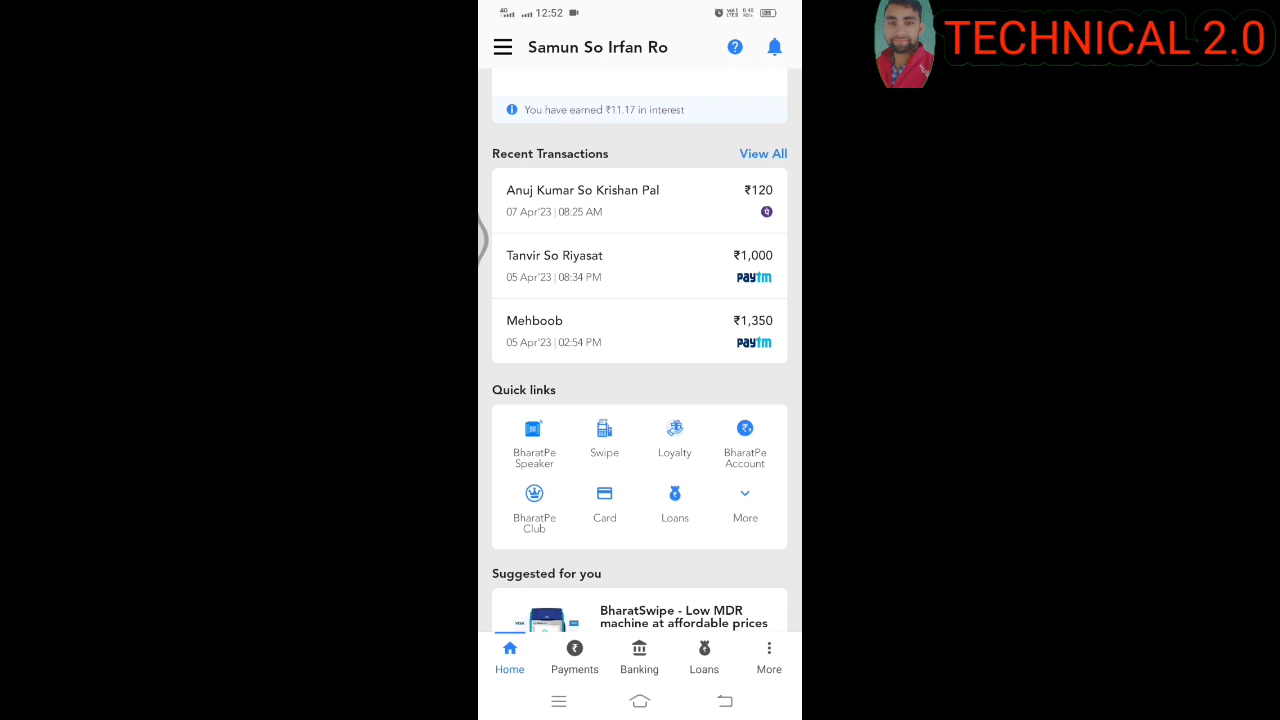 4G 12:52
Samun So Irfan Ro
TECHNICAL 2.0
You have earned ₹11.17 in interest
Recent Transactions View All
Anuj Kumar So Krishan Pal ₹120
07 Apr'23 | 08:25 AM
Tanvir So Riyasat ₹1,000
05 Apr'23 | 08:34 PM paytm
Mehboob ₹1,350
05 Apr'23 | 02:54 PM paytm
Quick links
BharatPe Speaker
Swipe
Loyalty
BharatPe Account
BharatPe Club
Card
Loans
More
Suggested for you
BharatSwipe - Low MDR
machine at affordable prices
VISA
Home Payments Banking Loans More